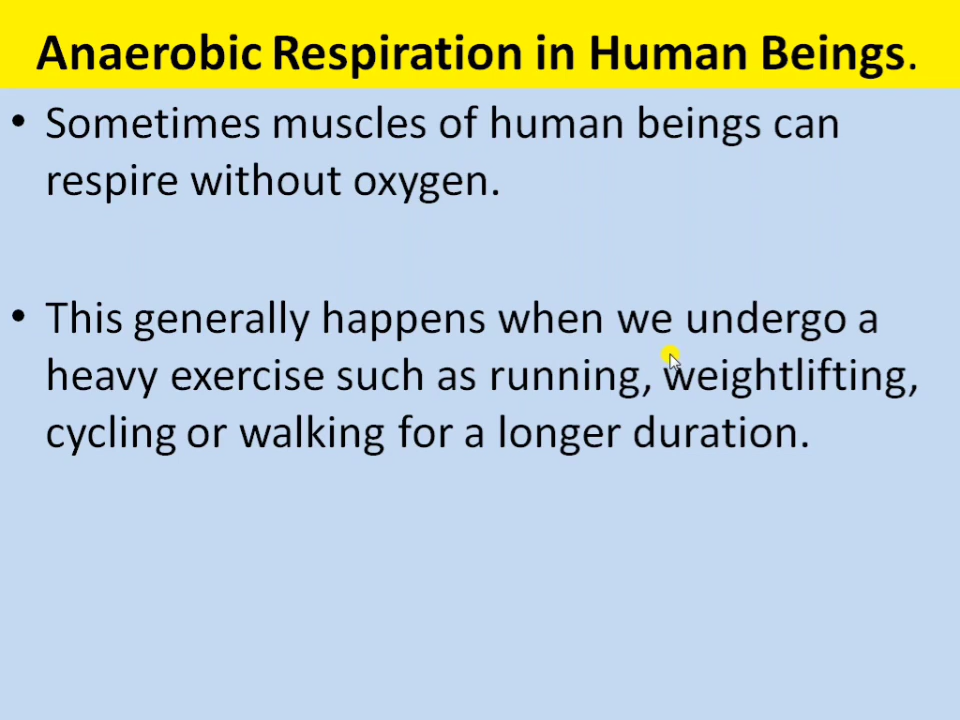 Anaerobic Respiration in Human Beings.
• Sometimes muscles of human beings can
respire without oxygen.
• This generally happens when we undergo a
heavy exercise such as running, weightlifting,
cycling or walking for a longer duration.